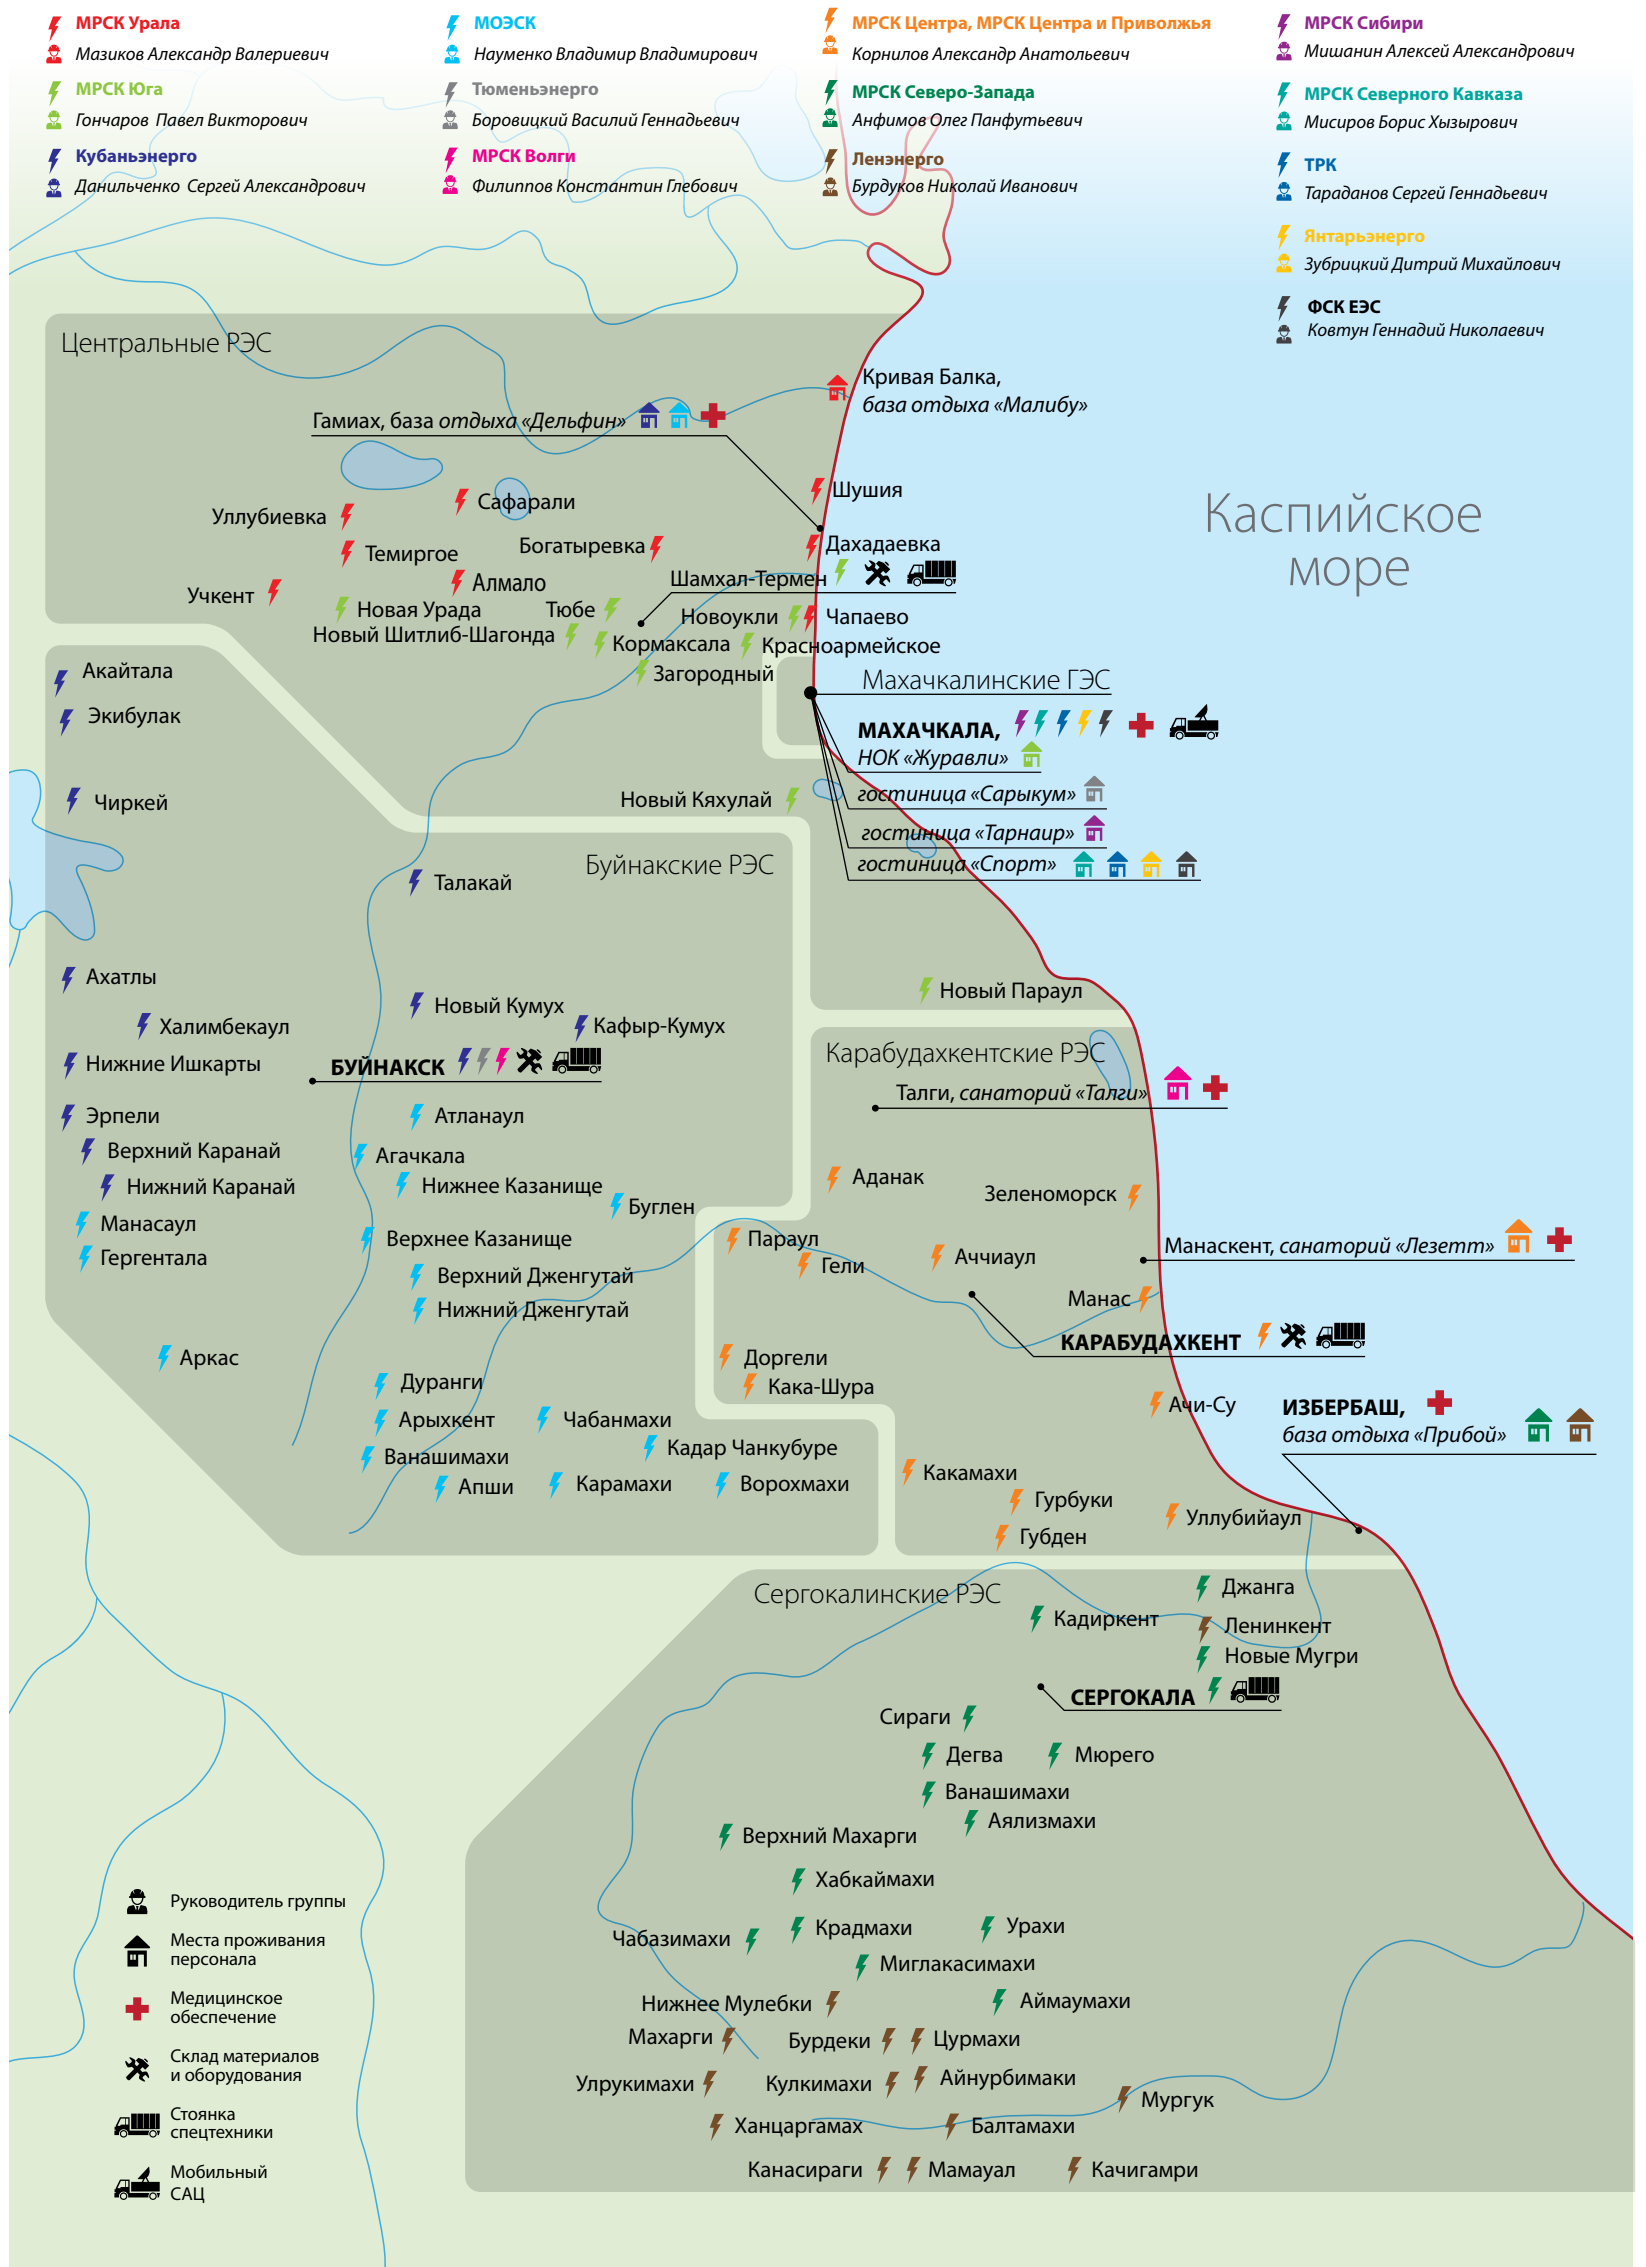 МРСК Урала
Мазиков Александр Валериевич
МРСК Юга
Гончаров Павел Викторович
Кубаньэнерго
Данильченко Сергей Александрович
МОЭСК
Науменко Владимир Владимирович
Тюменьэнерго
Боровицкий Василий Геннадьевич
МРСК Волги
Филиппов Константин Глебович
МРСК Центра, МРСК Центра и Приволжья
Корнилов Александр Анатольевич
МРСК Северо-Запада
Анфимов Олег Панфутьевич
Ленэнерго
Бурдуков Николай Иванович
МРСК Сибири
Мишанин Алексей Александрович
МРСК Северного Кавказа
Мисиров Борис Хызырович
ТРК
Тараданов Сергей Геннадьевич
Янтарьэнерго
Зубрицкий Дитрий Михайлович
ФСК ЕЭС
Ковтун Геннадий Николаевич
Центральные РЭС
Кривая Балка,
база отдыха «Малибу»
Гамиах, база отдыха «Дельфин»
Шушия
Каспийское
море
Сафарали
Уллубиевка
Богатыревка
Дахадаевка
Темиргое
Шамхал-Термен
Алмало
Учкент
Новая Урада
Тюбе
Новоукли
Чапаево
Новый Шитлиб-Шагонда
Кормаксала
Красноармейское
Загородный
Акайтала
Экибулак
Чиркей
Махачкалинские ГЭС
МАХАЧКАЛА,
НОК «Журавли»
гостиница «Сарыкум»
гостиница «Тарнаир»
гостиница «Спорт»
Новый Кяхулай
Буйнакские РЭС
Талакай
Ахатлы
Новый Параул
Новый Кумух
Халимбекаул
Кафыр-Кумух
Нижние Ишкарты
БУЙНАКСК
Карабудахкентские РЭС
Талги, санаторий «Талги»
Эрпели
Атланаул
Верхний Каранай
Агачкала
Нижний Каранай
Нижнее Казанище
Буглен
Аданак
Зеленоморск
Манасаул
Верхнее Казанище
Параул
Гергентала
Гели
Аччиаул
Манаскент, санаторий «Лезетт»
Верхний Дженгутай
Нижний Дженгутай
Манас
КАРАБУДАХКЕНТ
Аркас
Доргели
Дуранги
Кака-Шура
Арыхкент
Чабанмахи
Ачи-Су
ИЗБЕРБАШ,
база отдыха «Прибой»
Ванашимахи
Кадар Чанкубуре
Апши
Карамахи
Ворохмахи
Какамахи
Гурбуки
Губден
Уллубийаул
Сергокалинские РЭС
Джанга
Кадиркент
Ленинкент
Новые Мугри
СЕРГОКАЛА
Сираги
Дегва
Мюрего
Ванашимахи
Аялизмахи
Верхний Махарги
Хабкаймахи
Крадмахи
Урахи
Чабазимахи
Миглакасимахи
Нижнее Мулебки
Аймаумахи
Махарги
Бурдеки
Цурмахи
Улрукимахи
Кулкимахи
Айнурбимаки
Мургук
Ханцаргамах
Балтамахи
Канасираги
Мамауал
Качигамри
Руководитель группы
Места проживания
персонала
Медицинское
обеспечение
Склад материалов
и оборудования
Стоянка
спецтехники
Мобильный
САЦ